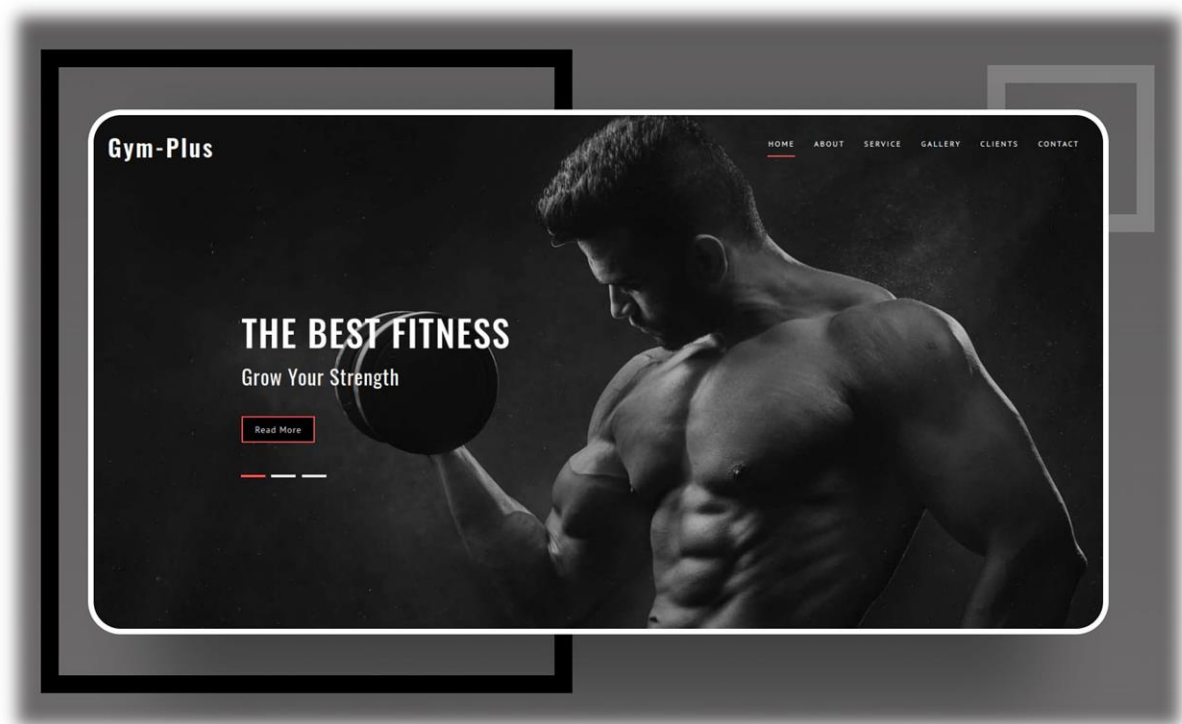 Gym-Plus
HOME ABOUT SERVICE GALLERY CLIENTS CONTACT
THE BEST FITNESS
Grow Your Strength
Read More